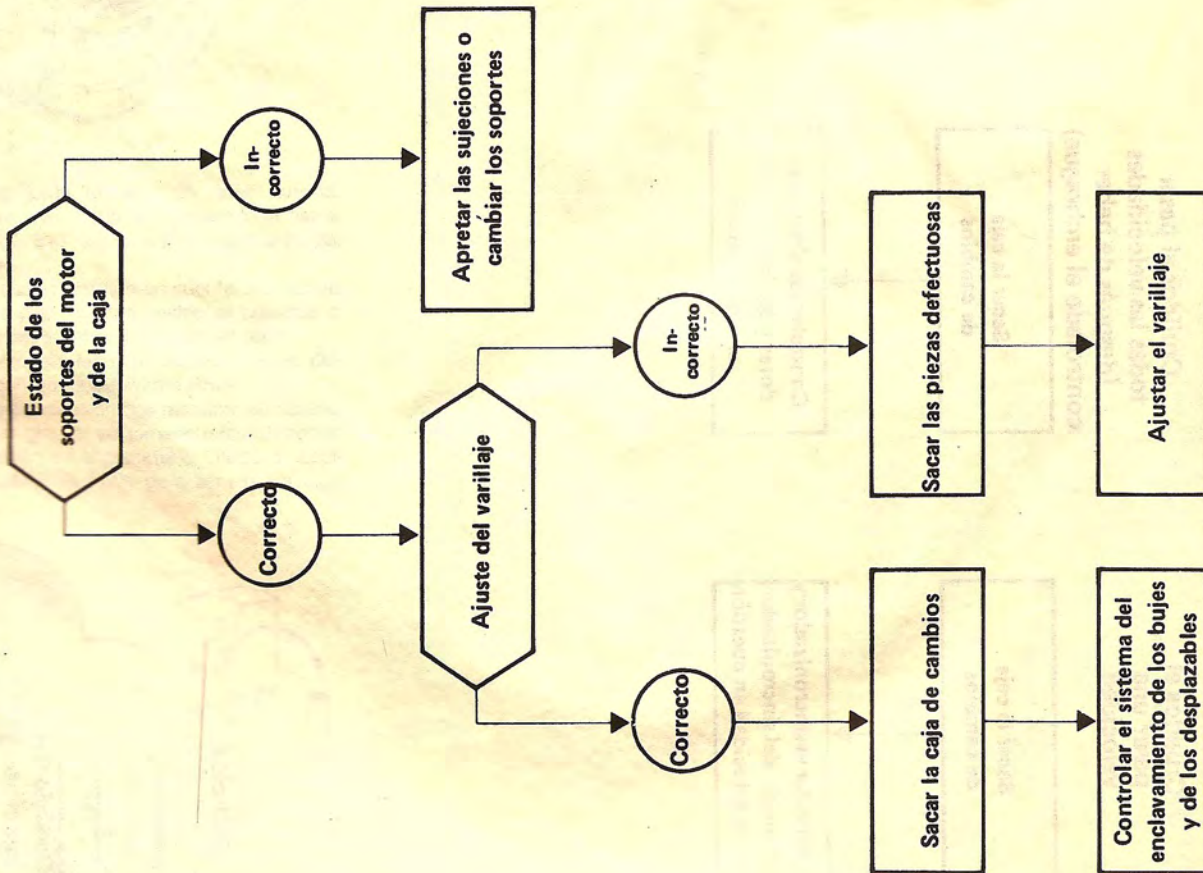 Estado de los
soportes del motor
y de la caja
In-
correcto
Correcto
Apretar las sujeciones o
cambiar los soportes
Ajuste del varillaje
In-
correcto
Correcto
Sacar las piezas defectuosas
Sacar la caja de cambios
Ajustar el varillaje
Controlar el sistema del
enclavamiento de los bujes
y de los desplazables